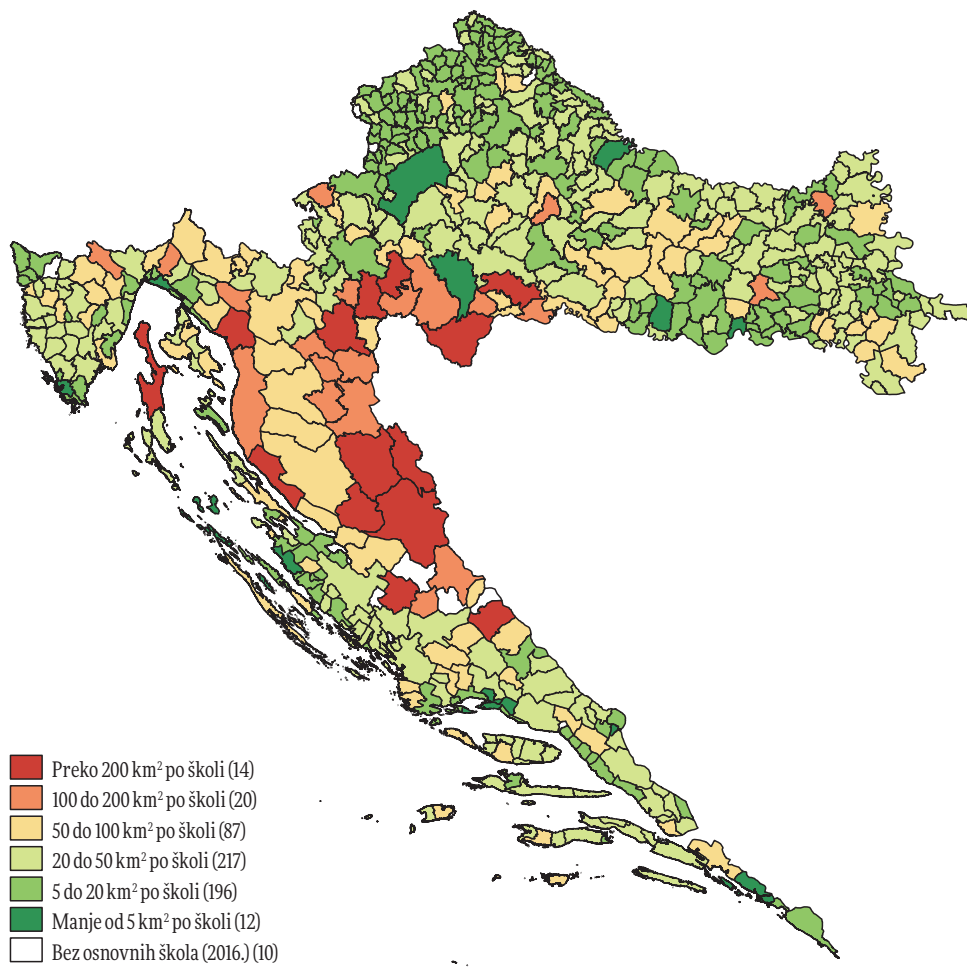 Preko 200 km² po školi (14)
100 do 200 km² po školi (20)
50 do 100 km² po školi (87)
20 do 50 km² po školi (217)
5 do 20 km² po školi (196)
Manje od 5 km² po školi (12)
Bez osnovnih škola (2016.) (10)